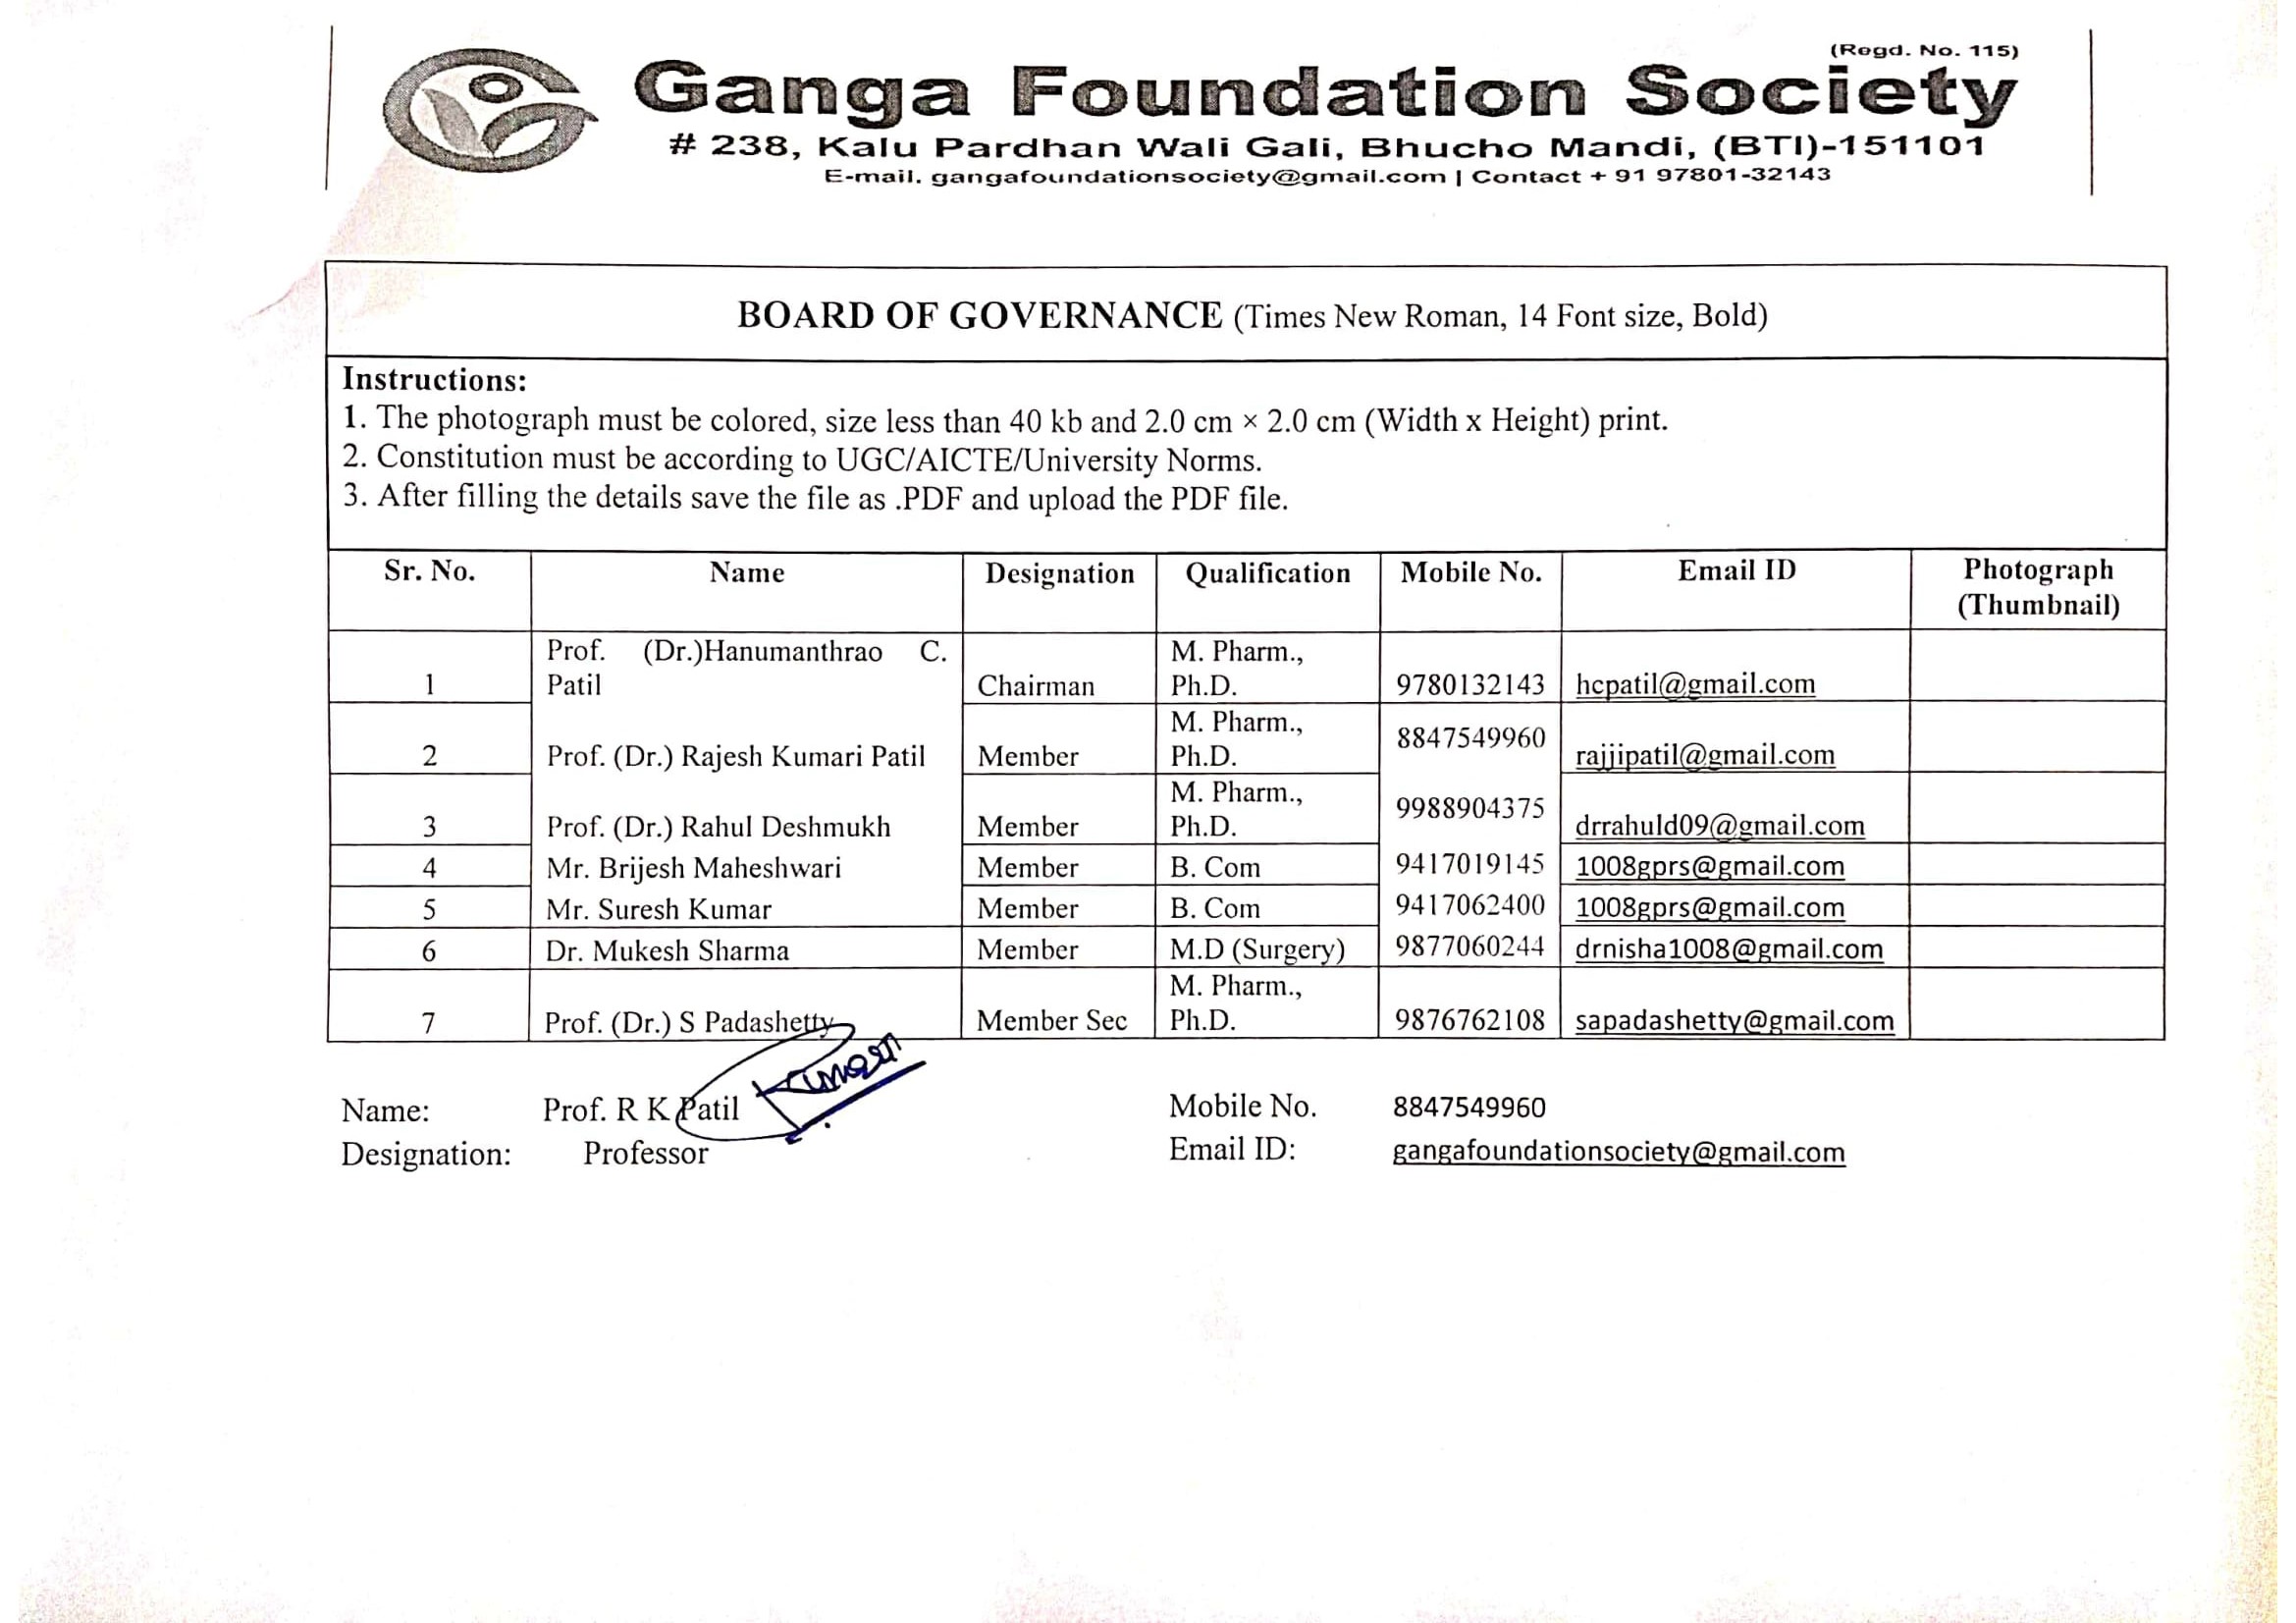 (Regd. No. 115)
Ganga Foundation Society
# 238, Kalu Pardhan Wali Gali, Bhucho Mandi, (BTI)-151101
E-mail. gangafoundationsociety@gmail.com | Contact + 91 97801-32143
BOARD OF GOVERNANCE (Times New Roman, 14 Font size, Bold)
Instructions:
1. The photograph must be colored, size less than 40 kb and 2.0 cm × 2.0 cm (Width x Height) print.
2. Constitution must be according to UGC/AICTE/University Norms.
3. After filling the details save the file as .PDF and upload the PDF file.
Sr. No. Name Designation Qualification Mobile No. Email ID Photograph
(Thumbnail)
Prof. (Dr.)Hanumanthrao C. M. Pharm.,
1 Patil Chairman Ph.D. 9780132143 hcpatil@gmail.com
M. Pharm.,
2 Prof. (Dr.) Rajesh Kumari Patil Member Ph.D. 8847549960 rajjipatil@gmail.com
M. Pharm.,
3 Prof. (Dr.) Rahul Deshmukh Member Ph.D. 9988904375 drrahuld09@gmail.com
4 Mr. Brijesh Maheshwari Member B. Com 9417019145 1008gprs@gmail.com
5 Mr. Suresh Kumar Member B. Com 9417062400 1008gprs@gmail.com
6 Dr. Mukesh Sharma Member M.D (Surgery) 9877060244 drnisha1008@gmail.com
M. Pharm.,
7 Prof. (Dr.) S Padashetty Member Sec Ph.D. 9876762108 sapadashetty@gmail.com
Kumari
Name: Prof. R K Patil Mobile No. 8847549960
Designation: Professor Email ID: gangafoundationsociety@gmail.com